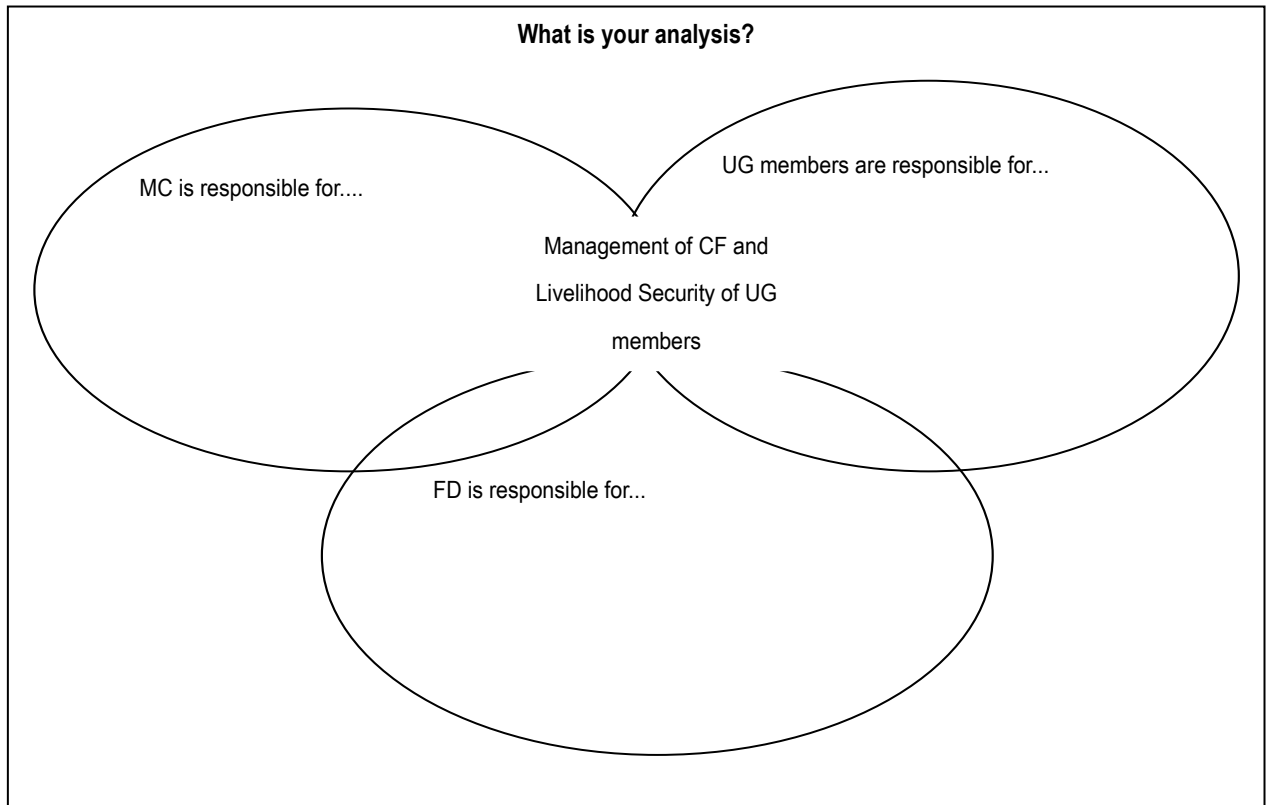 What is your analysis?
UG members are responsible for...
MC is responsible for....
Management of CF and
Livelihood Security of UG
members
FD is responsible for...